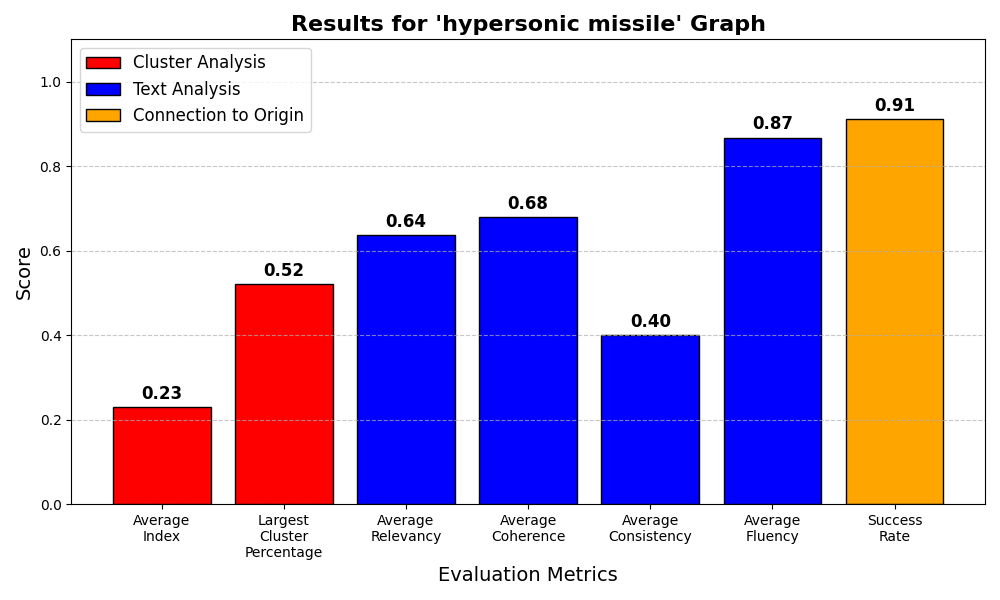 Results for 'hypersonic missile' Graph
Cluster Analysis
Text Analysis
Connection to Origin
Score
1.0
0.8
0.6
0.4
0.2
0.0
0.23
0.52
0.64
0.68
0.40
0.87
0.91
Average
Index
Largest
Cluster
Percentage
Average
Relevancy
Average
Coherence
Average
Consistency
Average
Fluency
Success
Rate
Evaluation Metrics